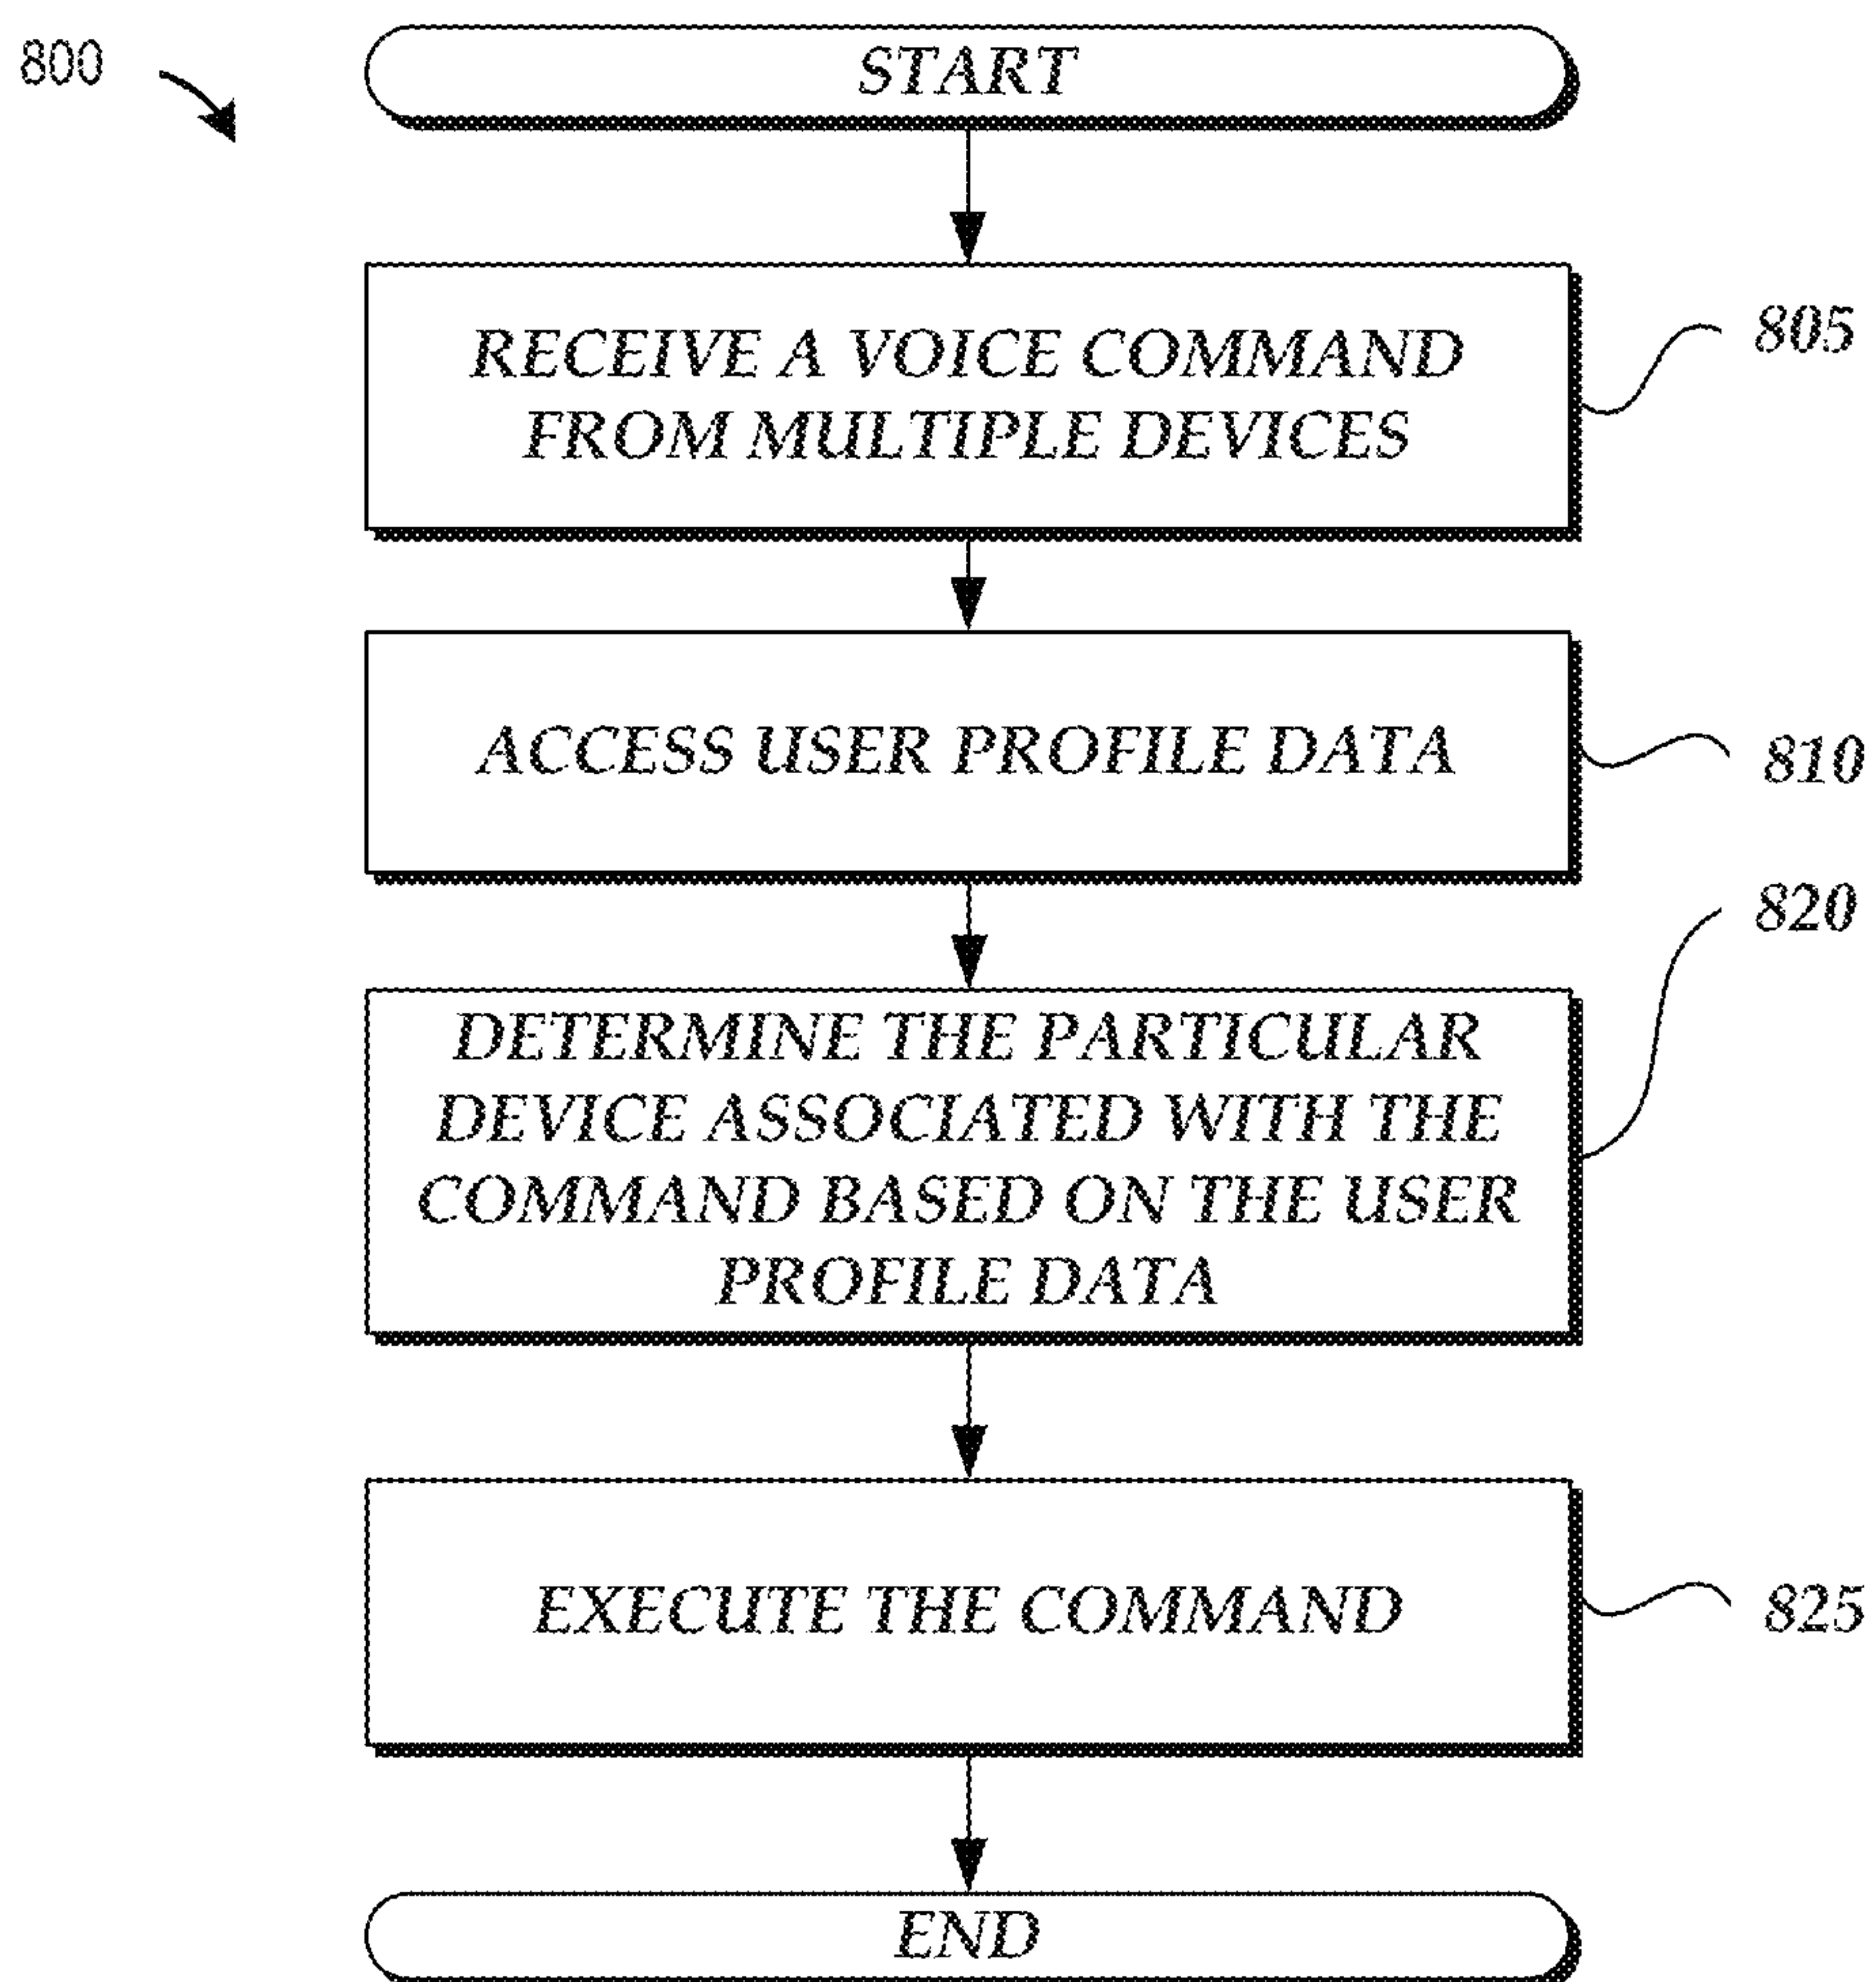 800
START
RECEIVE A VOICE COMMAND
FROM MULTIPLE DEVICES
805
ACCESS USER PROFILE DATA
810
820
DETERMINE THE PARTICULAR
DEVICE ASSOCIATED WITH THE
COMMAND BASED ON THE USER
PROFILE DATA
EXECUTE THE COMMAND
825
END